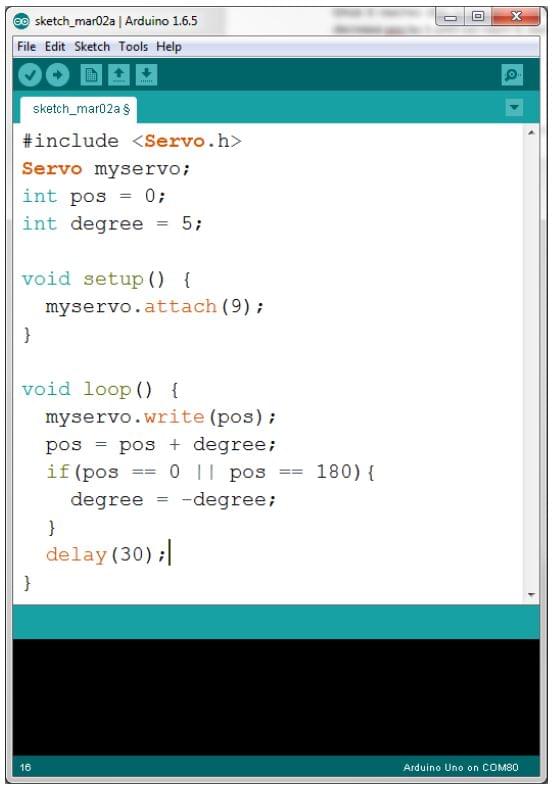 sketch_mar02a | Arduino 1.6.5
File Edit Sketch Tools Help
sketch_mar02a §
#include <Servo.h>
Servo myservo;
int pos = 0;
int degree = 5;

void setup() {
  myservo.attach(9);
}

void loop() {
  myservo.write(pos);
  pos = pos + degree;
  if(pos == 0 || pos == 180){
    degree = -degree;
  }
  delay(30);
}
16
Arduino Uno on COM80